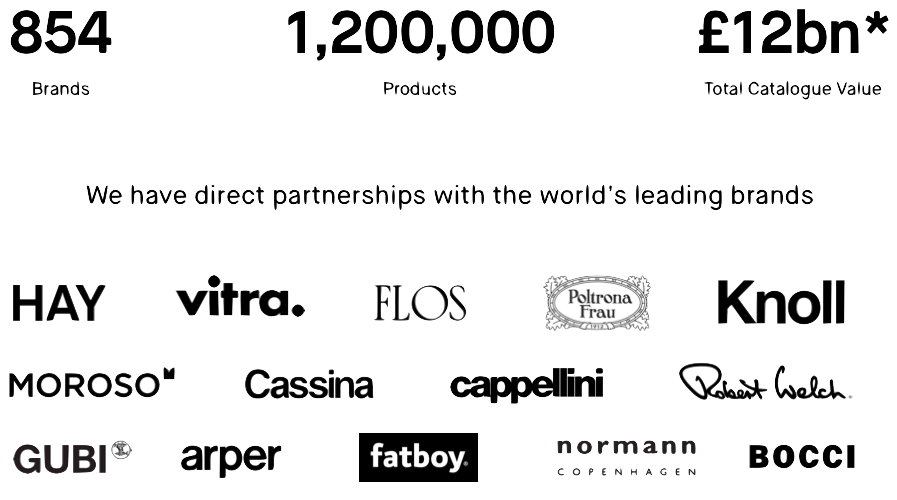 854 1,200,000 £12bn*
Brands Products Total Catalogue Value
We have direct partnerships with the world's leading brands
HAY vitra. FLOS Poltrona Frau 1912 Knoll
MOROSO Cassina cappellini Robert Welch.
GUBI arper fatboy normann COPENHAGEN BOCCI